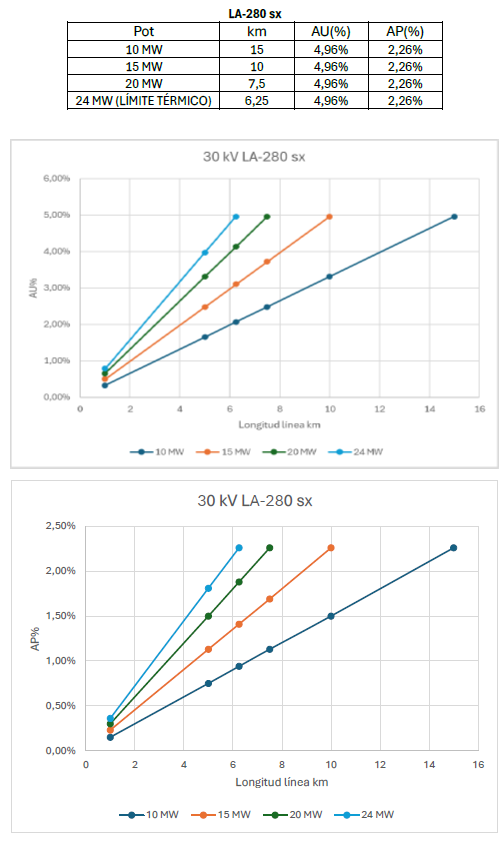 LA-280 sx
Pot km AU(%) AP(%)
10 MW 15 4,96% 2,26%
15 MW 10 4,96% 2,26%
20 MW 7,5 4,96% 2,26%
24 MW (LÍMITE TÉRMICO) 6,25 4,96% 2,26%
30 kV LA-280 sx
6,00%
5,00%
4,00%
3,00%
2,00%
1,00%
0,00%
AU%
0 2 4 6 8 10 12 14 16
Longitud línea km
10 MW 15 MW 20 MW 24 MW
30 kV LA-280 sx
2,50%
2,00%
1,50%
1,00%
0,50%
0,00%
AP%
0 2 4 6 8 10 12 14 16
Longitud línea km
10 MW 15 MW 20 MW 24 MW